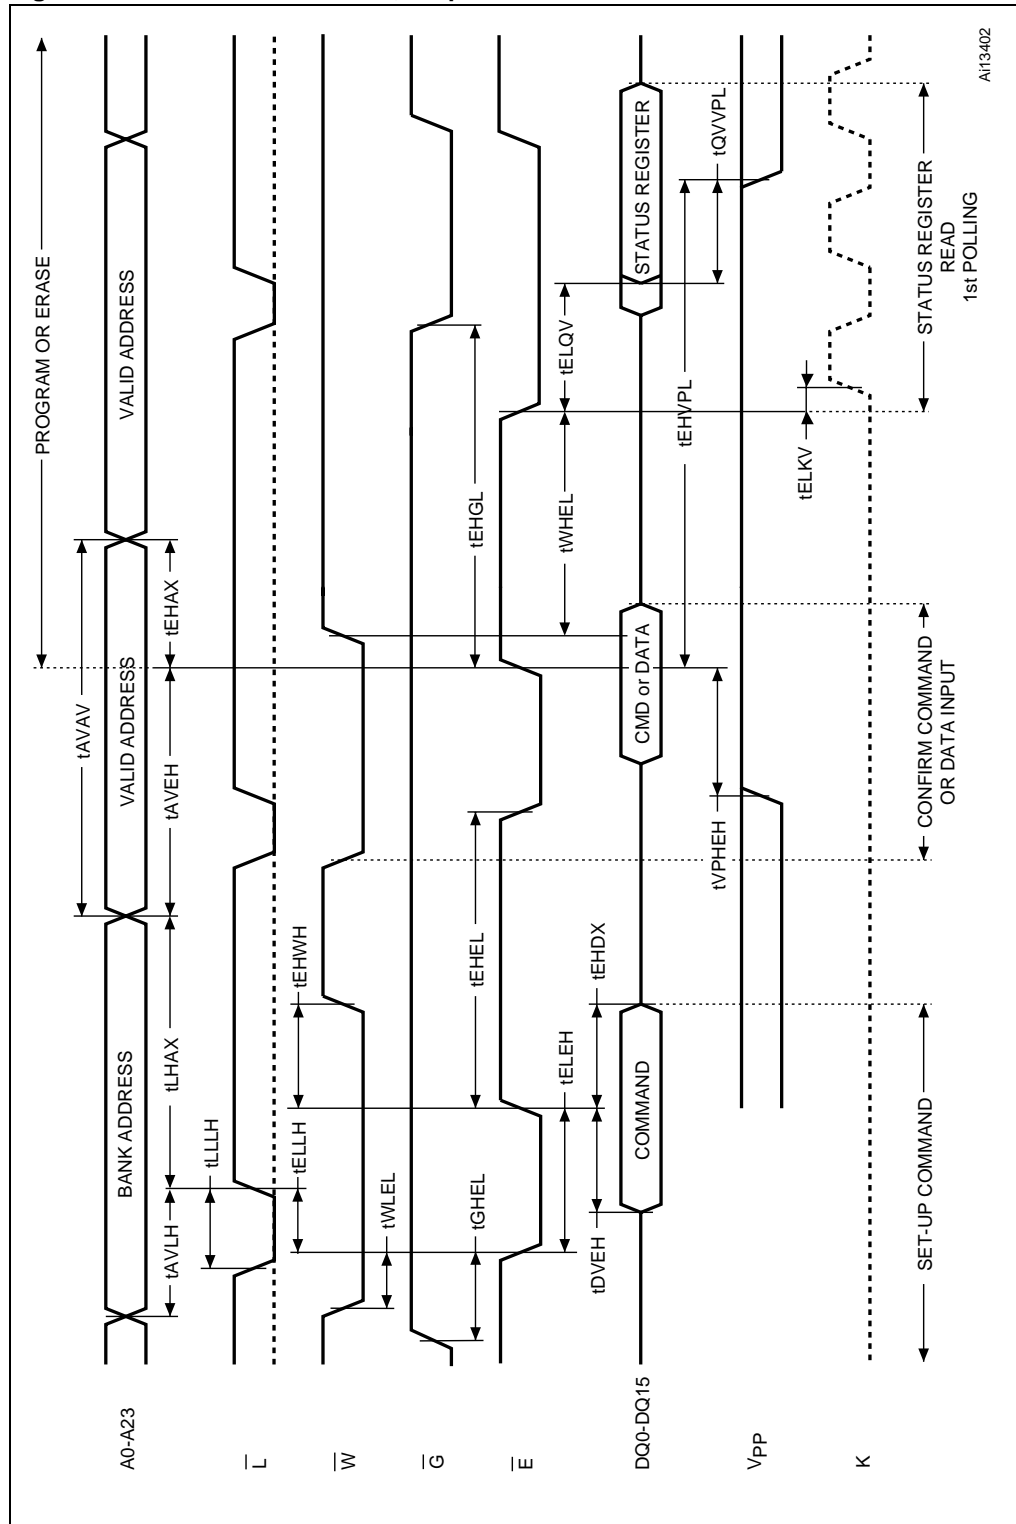 A0-A23
BANK ADDRESS
VALID ADDRESS
VALID ADDRESS
PROGRAM OR ERASE
tAVAV
tAVLH
tLHAX
tAVEH
tEHAX
L
tLLLH
tELLH
tEHWH
W
tWLEL
G
tGHEL
tEHEL
tEHGL
E
tELEH
tWHEL
tELQV
tDVEH
tEHDX
DQ0-DQ15
COMMAND
CMD or DATA
STATUS REGISTER
tEHVPL
tVPHEH
tQVVPL
VPP
tELKV
K
SET-UP COMMAND
CONFIRM COMMAND
OR DATA INPUT
STATUS REGISTER
READ
1st POLLING
Ai13402